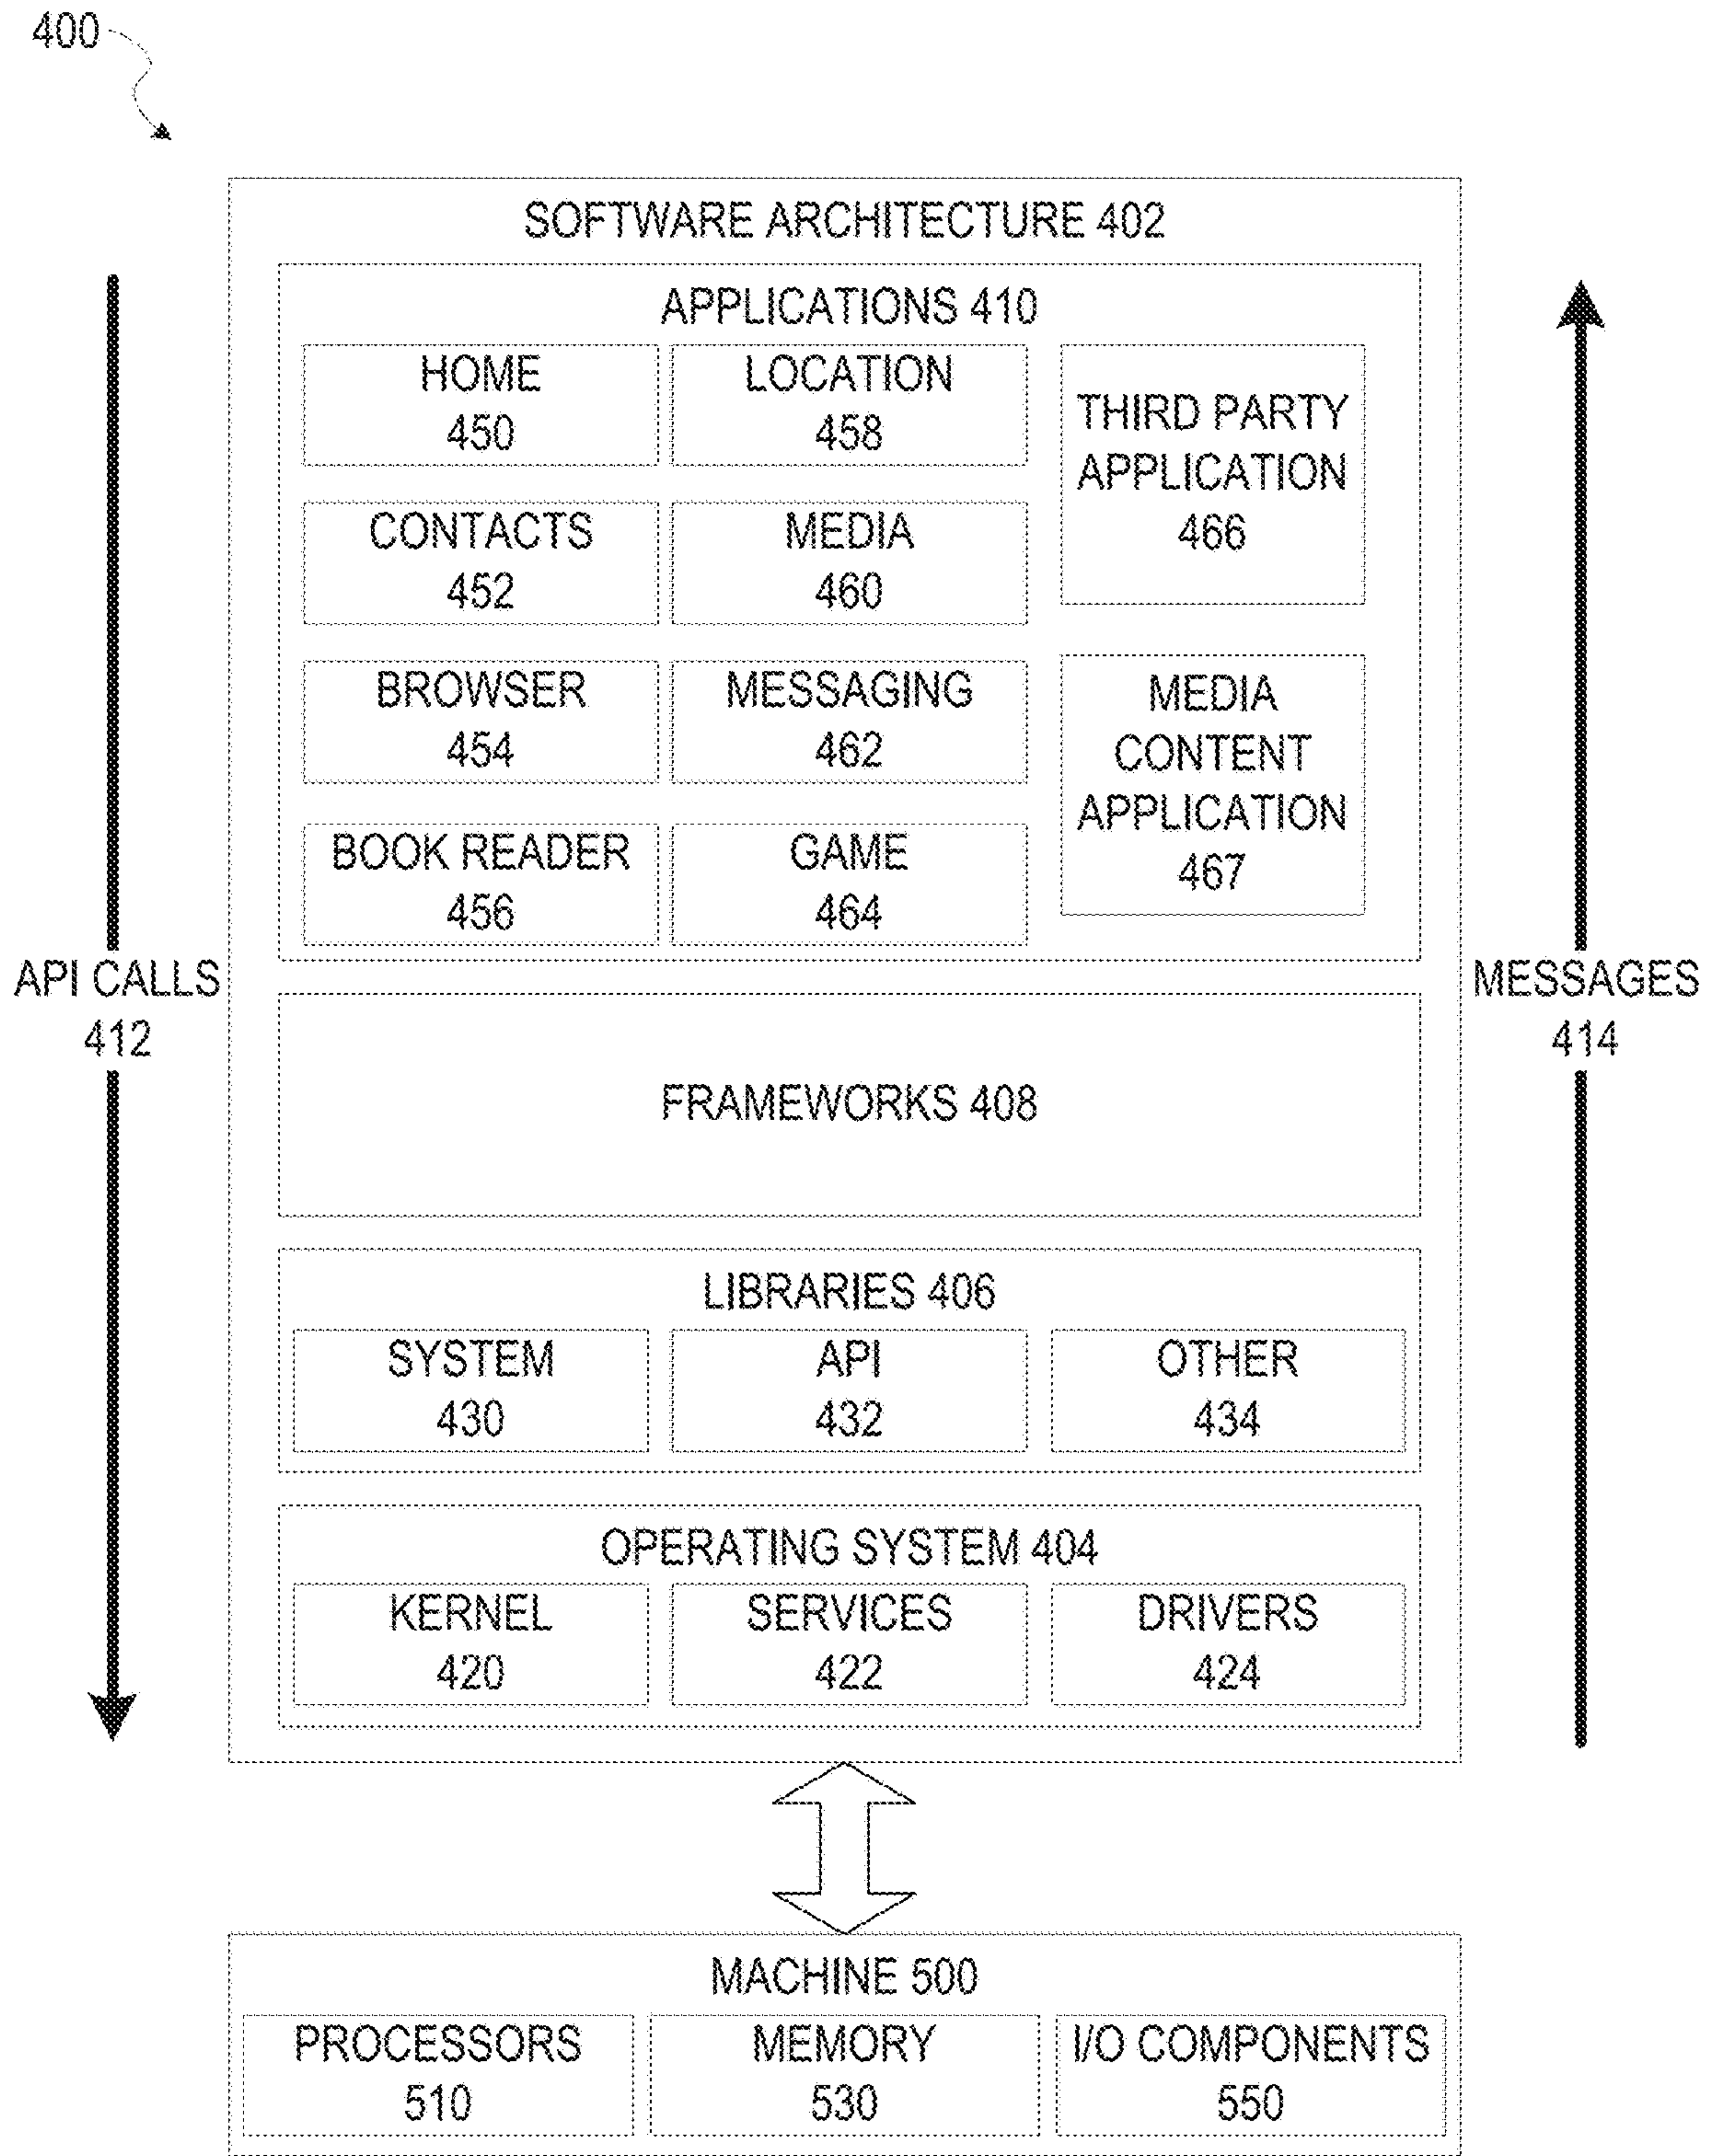 400
SOFTWARE ARCHITECTURE 402
APPLICATIONS 410
HOME
450
LOCATION
458
THIRD PARTY
APPLICATION
466
CONTACTS
452
MEDIA
460
BROWSER
454
MESSAGING
462
MEDIA
CONTENT
APPLICATION
467
BOOK READER
456
GAME
464
API CALLS
412
MESSAGES
414
FRAMEWORKS 408
LIBRARIES 406
SYSTEM
430
API
432
OTHER
434
OPERATING SYSTEM 404
KERNEL
420
SERVICES
422
DRIVERS
424
MACHINE 500
PROCESSORS
510
MEMORY
530
I/O COMPONENTS
550